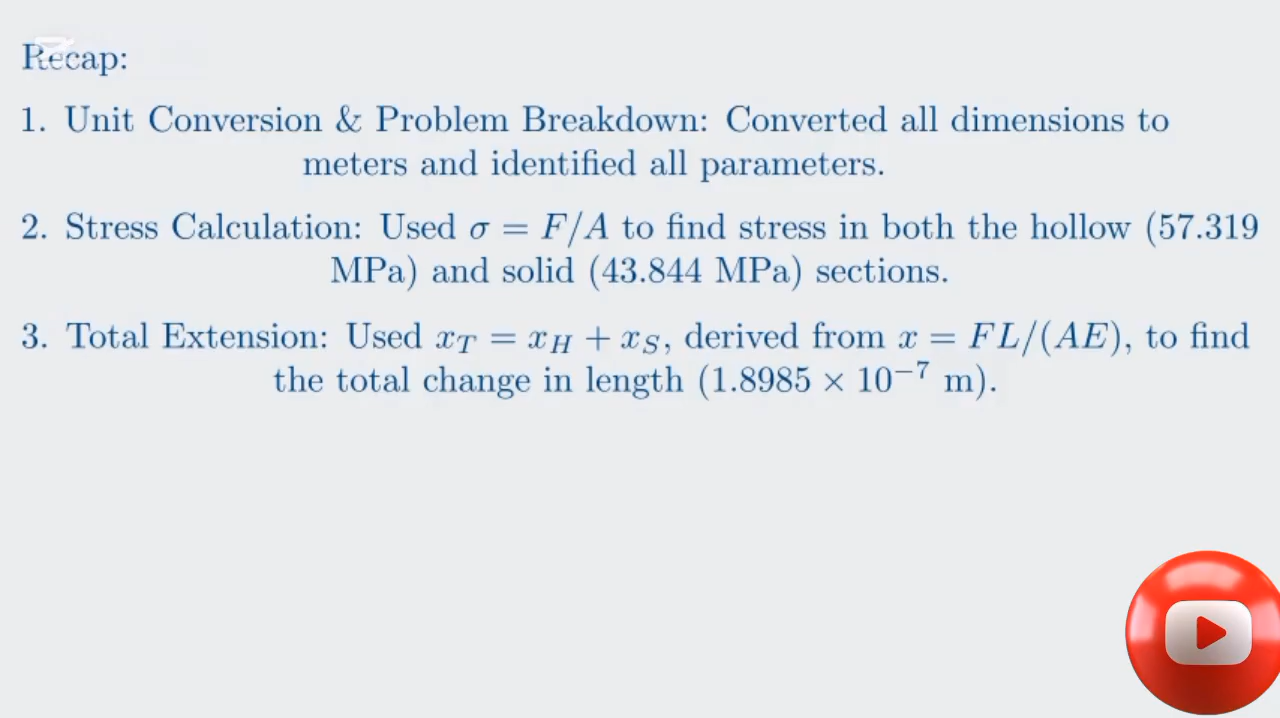 Recap:
1. Unit Conversion & Problem Breakdown: Converted all dimensions to
meters and identified all parameters.
2. Stress Calculation: Used σ = F/A to find stress in both the hollow (57.319
MPa) and solid (43.844 MPa) sections.
3. Total Extension: Used x_T = x_H + x_S, derived from x = FL/(AE), to find
the total change in length (1.8985 × 10⁻⁷ m).